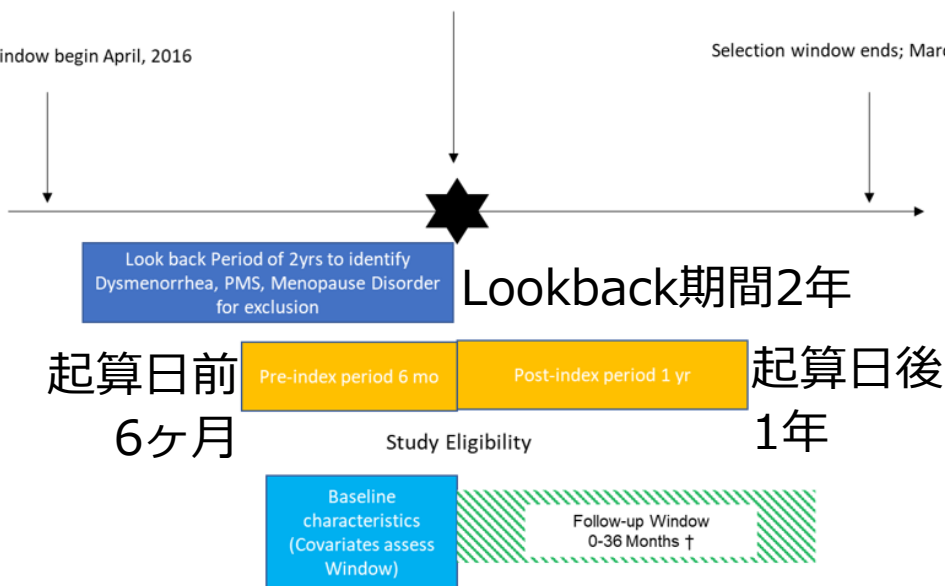 indow begin April, 2016
Selection window ends; Marc
Look back Period of 2yrs to identify
Dysmenorrhea, PMS, Menopause Disorder
for exclusion
Lookback期間2年
起算日前
6ヶ月
Pre-index period 6 mo
Post-index period 1 yr
起算日後
1年
Study Eligibility
Baseline
characteristics
(Covariates assess
Window)
Follow-up Window
0-36 Months †